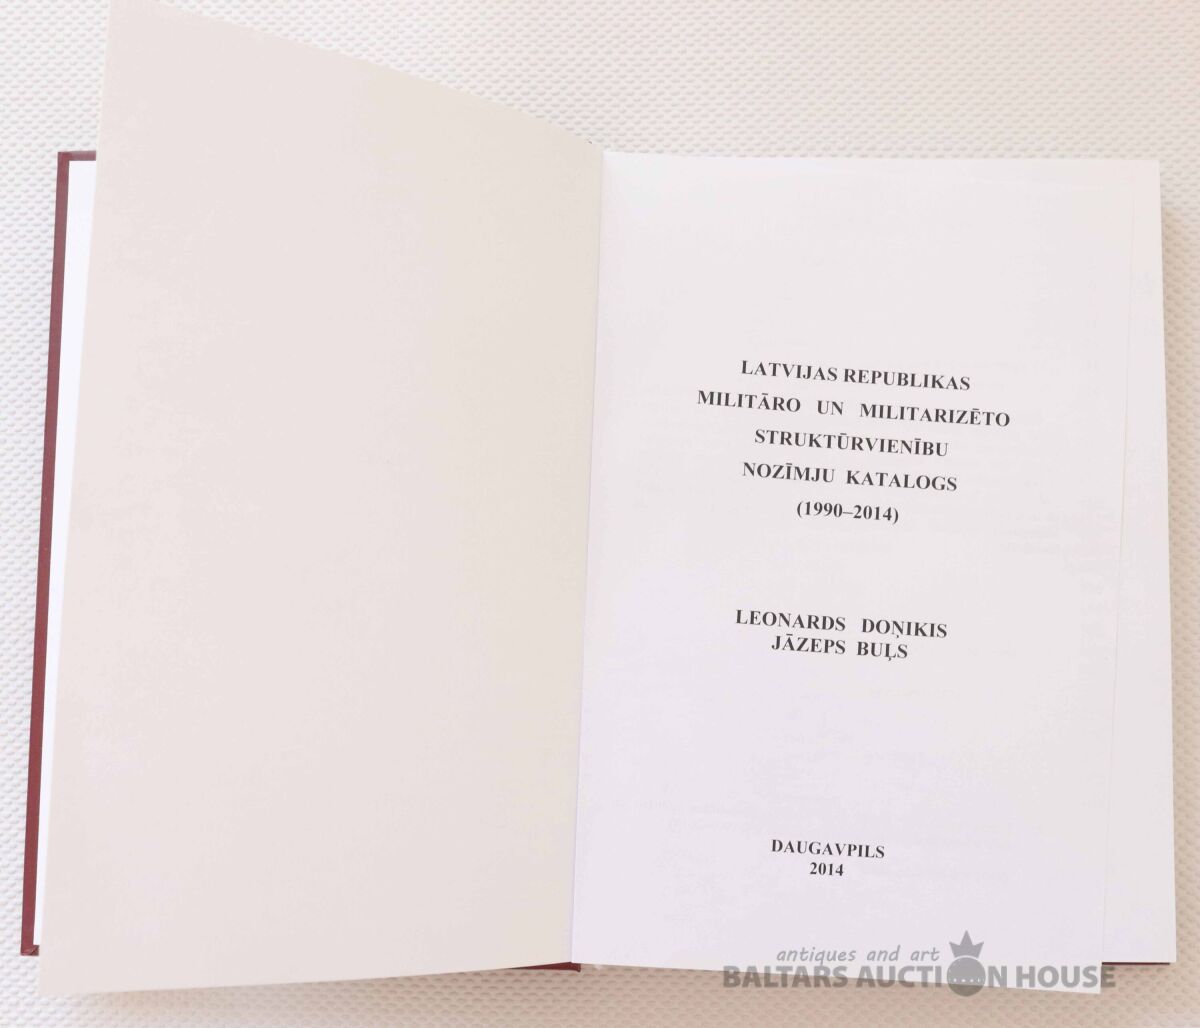 LATVIJAS REPUBLIKAS
MILITĀRO UN MILITARIZĒTO
STRUKTŪRVIENĪBU
NOZĪMJU KATALOGS
(1990–2014)
LEONARDS DOŅIKIS
JĀZEPS BUĻS
DAUGAVPILS
2014
antiques and art
BALTARS AUCTION HOUSE